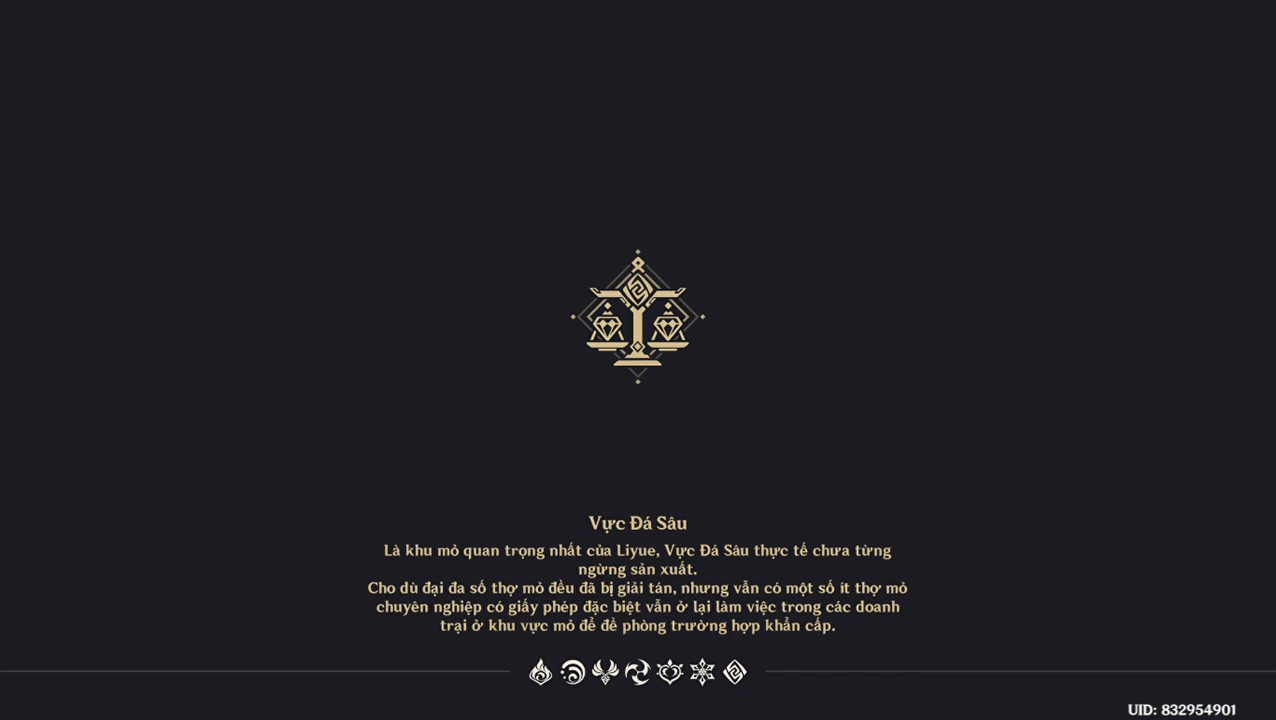 Vực Đá Sâu
Là khu mỏ quan trọng nhất của Liyue, Vực Đá Sâu thực tế chưa từng
ngừng sản xuất.
Cho dù đại đa số thợ mỏ đều đã bị giải tán, nhưng vẫn có một số ít thợ mỏ
chuyên nghiệp có giấy phép đặc biệt vẫn ở lại làm việc trong các doanh
trại ở khu vực mỏ để đề phòng trường hợp khẩn cấp.
UID: 832954901